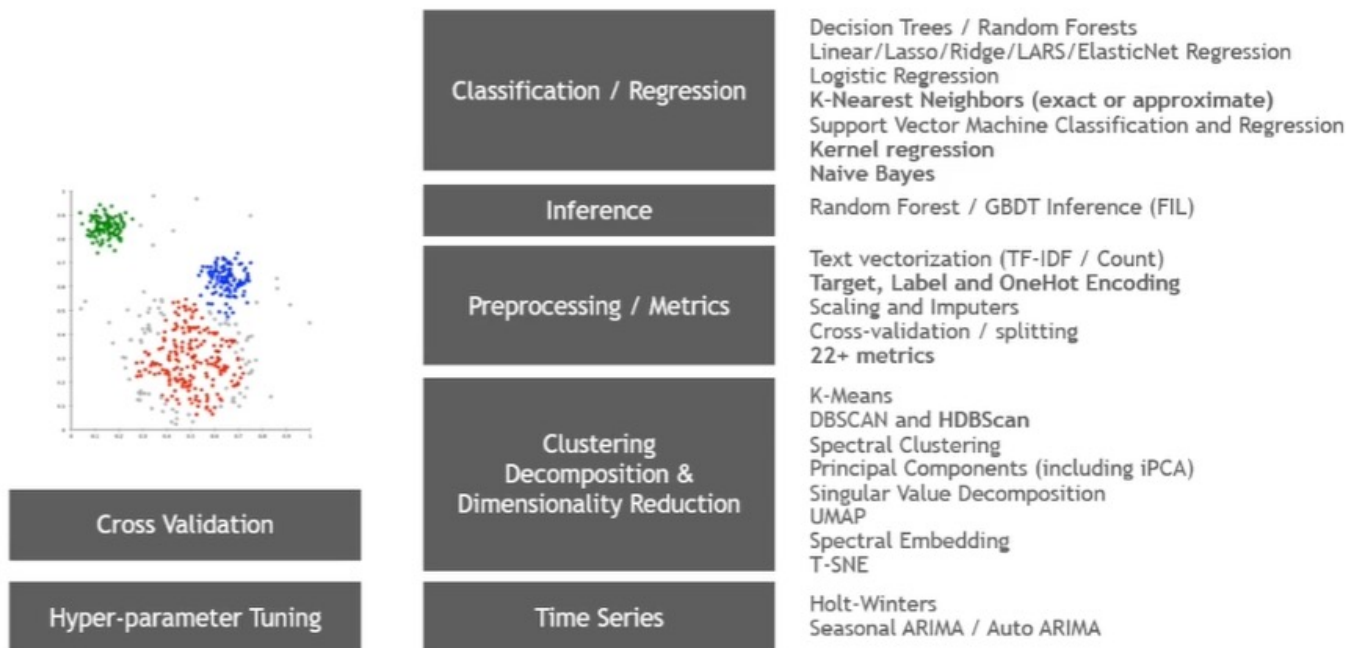 Classification / Regression
Decision Trees / Random Forests
Linear/Lasso/Ridge/LARS/ElasticNet Regression
Logistic Regression
K-Nearest Neighbors (exact or approximate)
Support Vector Machine Classification and Regression
Kernel regression
Naive Bayes
Inference
Random Forest / GBDT Inference (FIL)
Preprocessing / Metrics
Text vectorization (TF-IDF / Count)
Target, Label and OneHot Encoding
Scaling and Imputers
Cross-validation / splitting
22+ metrics
Clustering
Decomposition &
Dimensionality Reduction
K-Means
DBSCAN and HDBScan
Spectral Clustering
Principal Components (including iPCA)
Singular Value Decomposition
UMAP
Spectral Embedding
T-SNE
Cross Validation
Hyper-parameter Tuning
Time Series
Holt-Winters
Seasonal ARIMA / Auto ARIMA